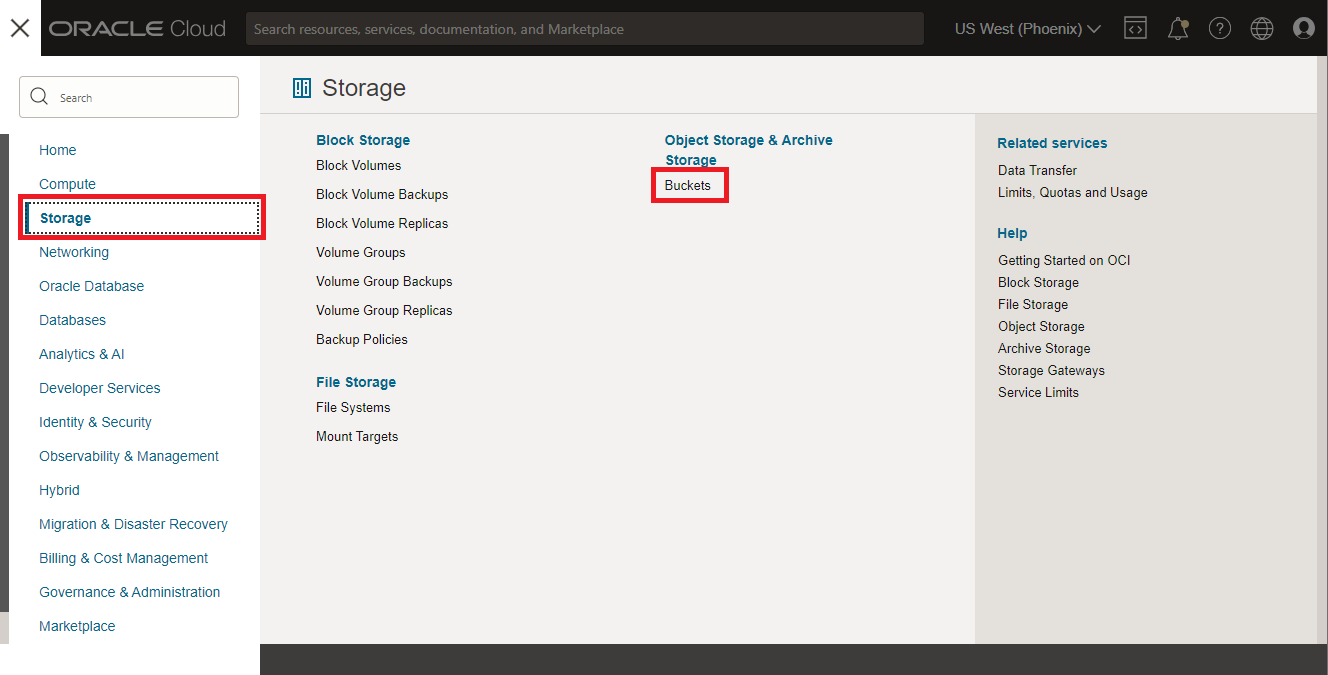 ORACLE Cloud
Search resources, services, documentation, and Marketplace
US West (Phoenix)
Search
Home
Compute
Storage
Networking
Oracle Database
Databases
Analytics & AI
Developer Services
Identity & Security
Observability & Management
Hybrid
Migration & Disaster Recovery
Billing & Cost Management
Governance & Administration
Marketplace
Storage
Block Storage
Block Volumes
Block Volume Backups
Block Volume Replicas
Volume Groups
Volume Group Backups
Volume Group Replicas
Backup Policies
File Storage
File Systems
Mount Targets
Object Storage & Archive
Storage
Buckets
Related services
Data Transfer
Limits, Quotas and Usage
Help
Getting Started on OCI
Block Storage
File Storage
Object Storage
Archive Storage
Storage Gateways
Service Limits